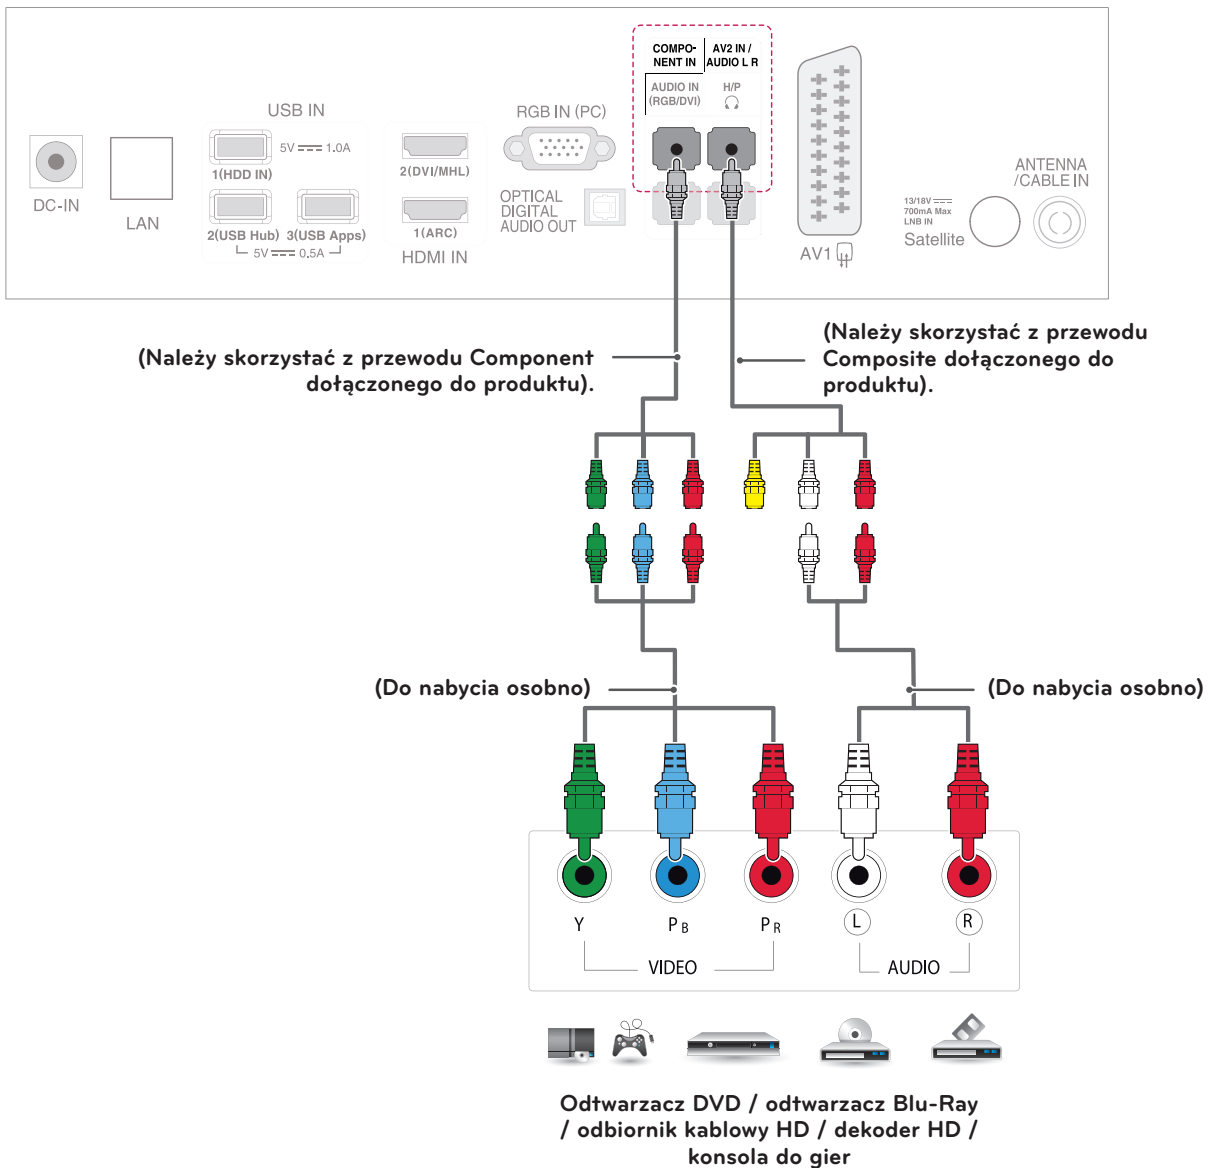 COMPO-
NENT IN
AV2 IN /
AUDIO L R
AUDIO IN
(RGB/DVI)
H/P
USB IN
5V 1.0A
1(HDD IN)
2(USB Hub) 3(USB Apps)
5V 0.5A
DC-IN
LAN
2(DVI/MHL)
1(ARC)
HDMI IN
RGB IN (PC)
OPTICAL
DIGITAL
AUDIO OUT
AV1
13/18V
700mA Max
LNB IN
Satellite
ANTENNA
/CABLE IN
(Należy skorzystać z przewodu Component
dołączonego do produktu).
(Należy skorzystać z przewodu
Composite dołączonego do
produktu).
(Do nabycia osobno)
(Do nabycia osobno)
Y PB PR L R
VIDEO AUDIO
Odtwarzacz DVD / odtwarzacz Blu-Ray
/ odbiornik kablowy HD / dekoder HD /
konsola do gier